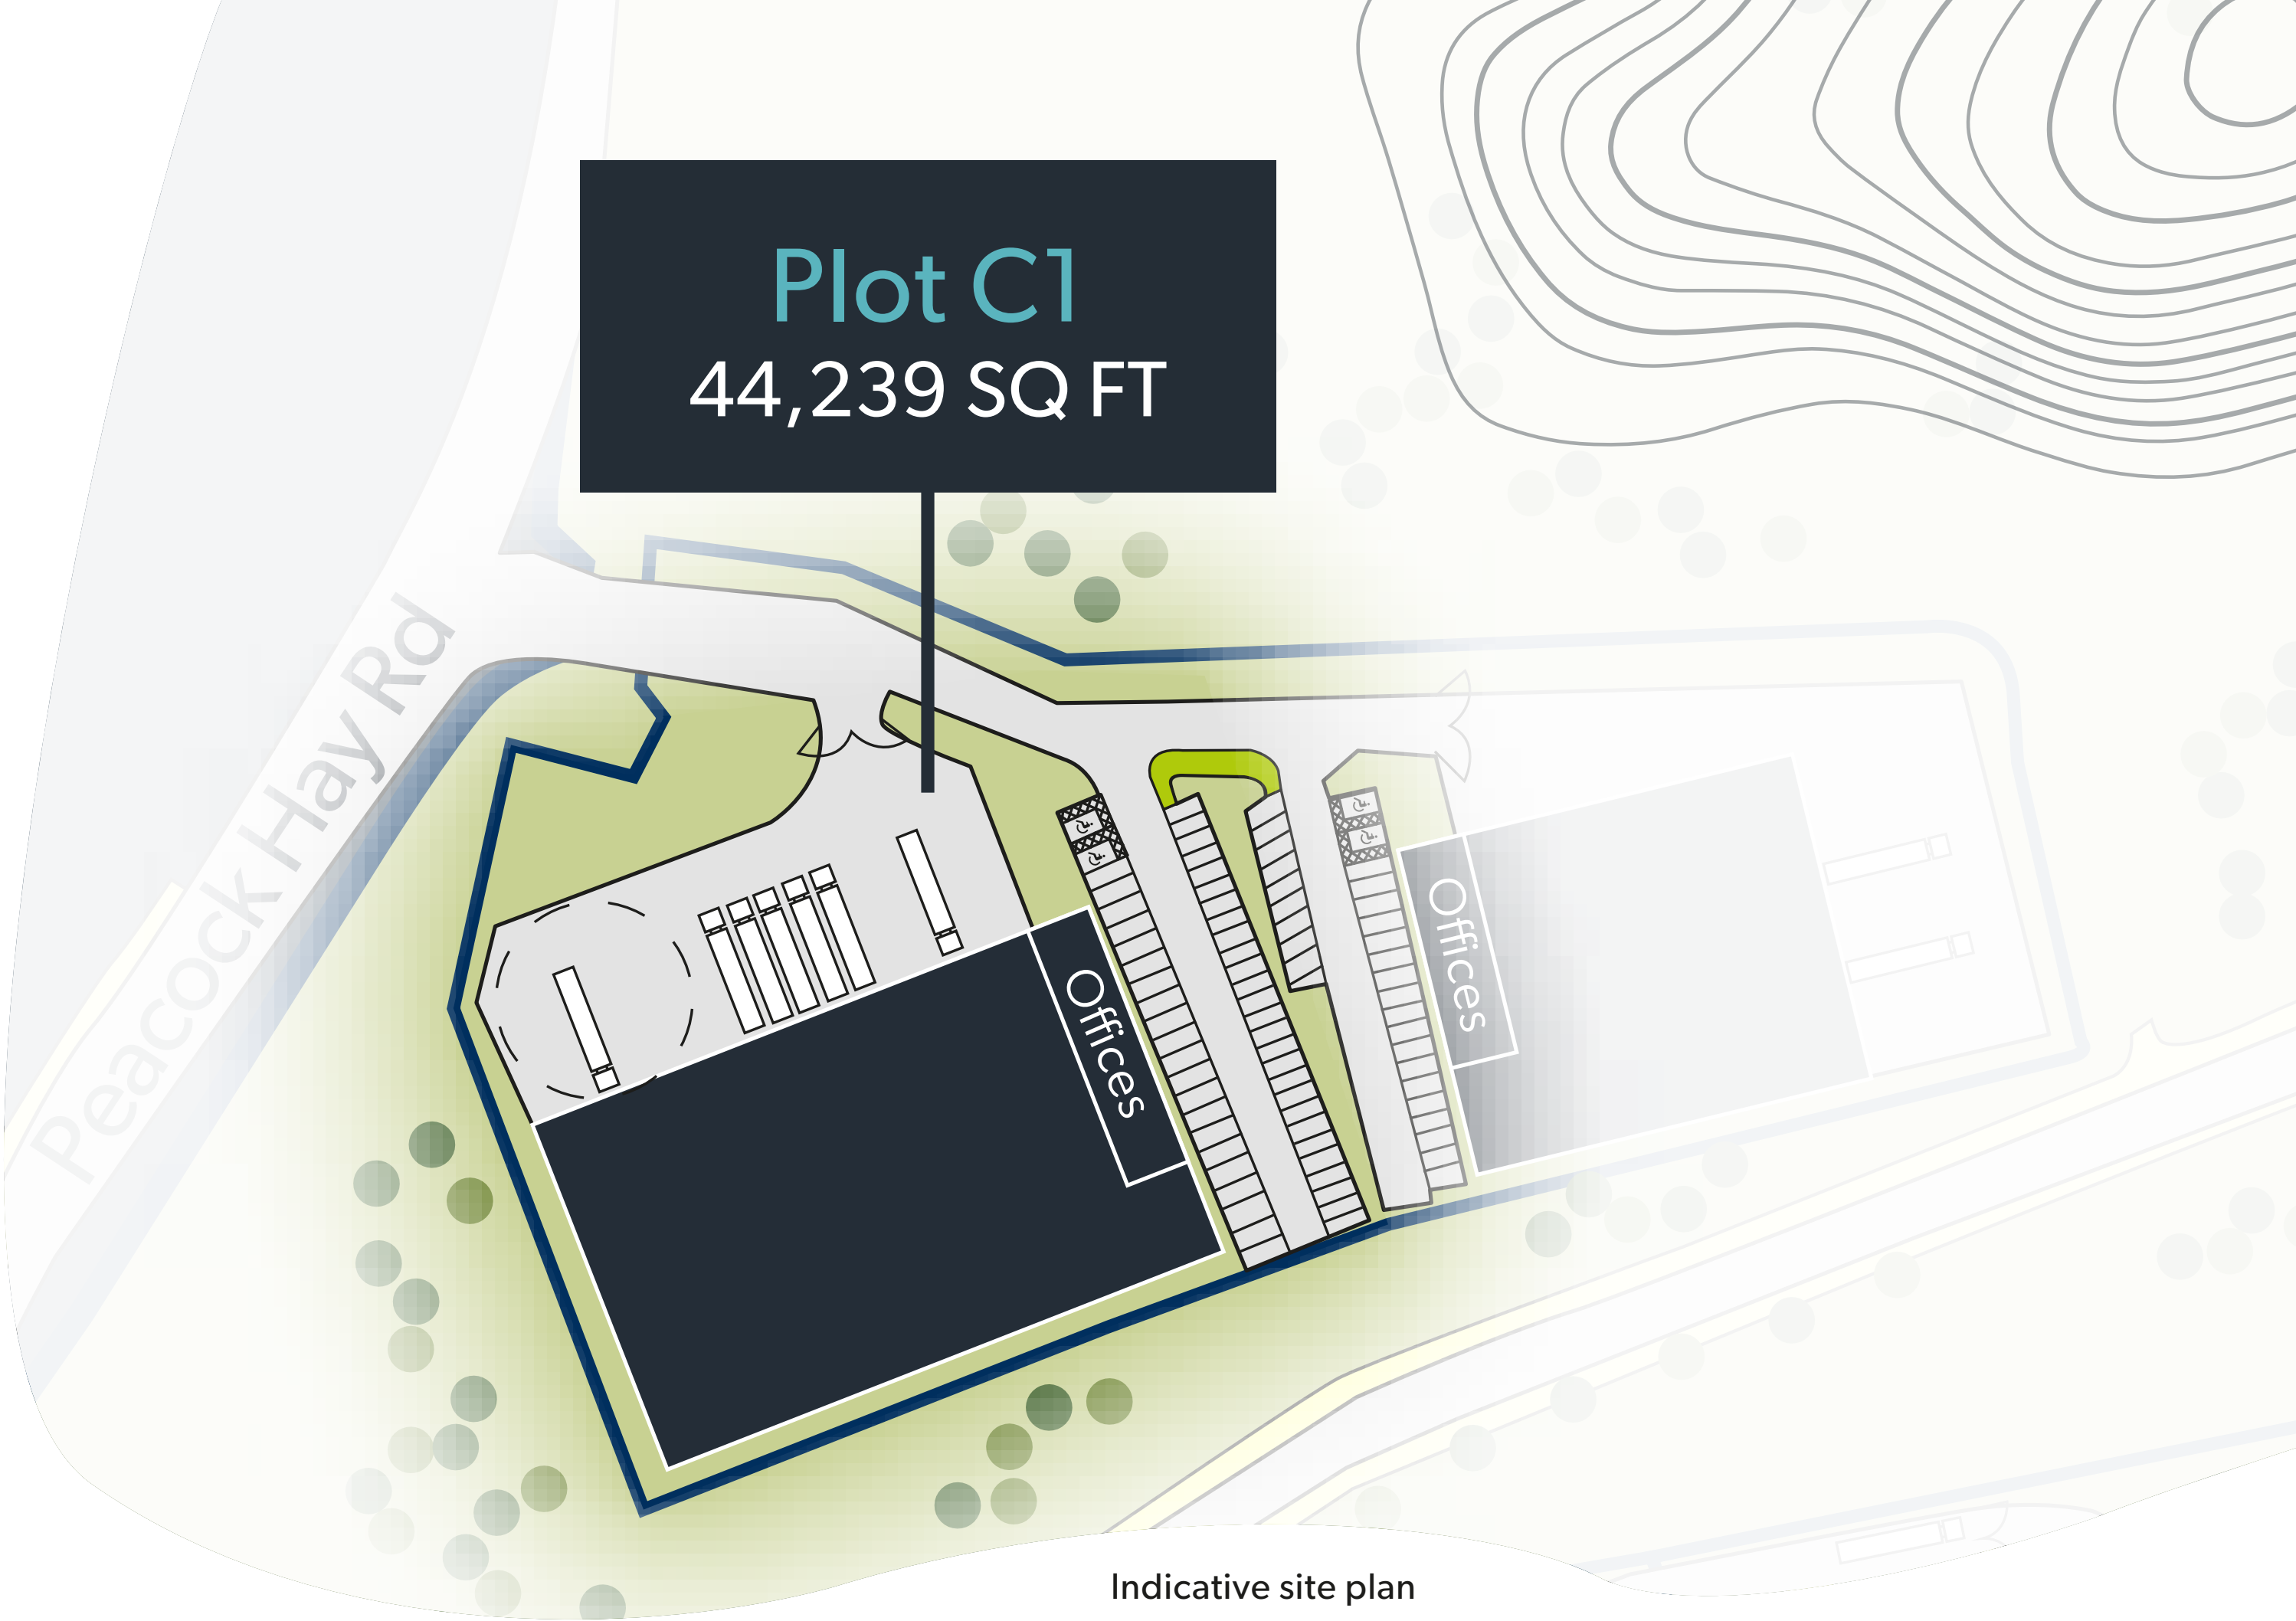 Plot C1
44,239 SQ FT
Peacock Hay Rd
Offices
Offices
Indicative site plan